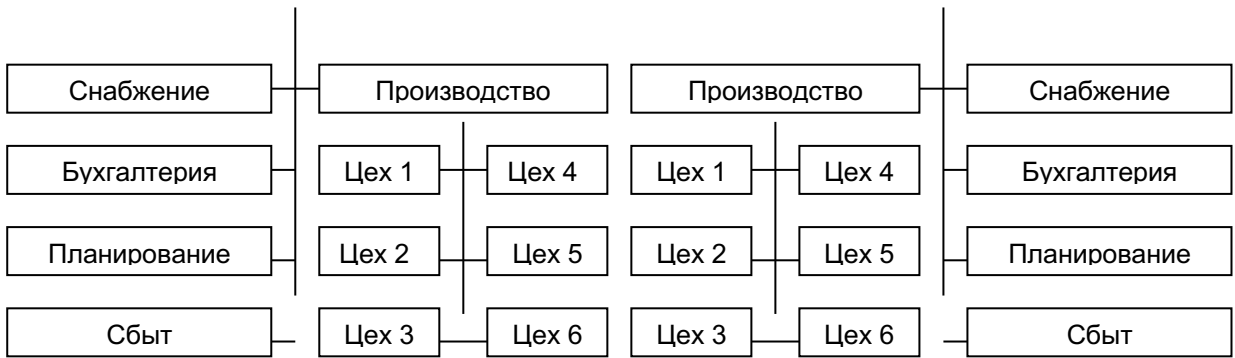 Снабжение Производство Производство Снабжение
Бухгалтерия Цех 1 Цех 4 Цех 1 Цех 4 Бухгалтерия
Планирование Цех 2 Цех 5 Цех 2 Цех 5 Планирование
Сбыт Цех 3 Цех 6 Цех 3 Цех 6 Сбыт